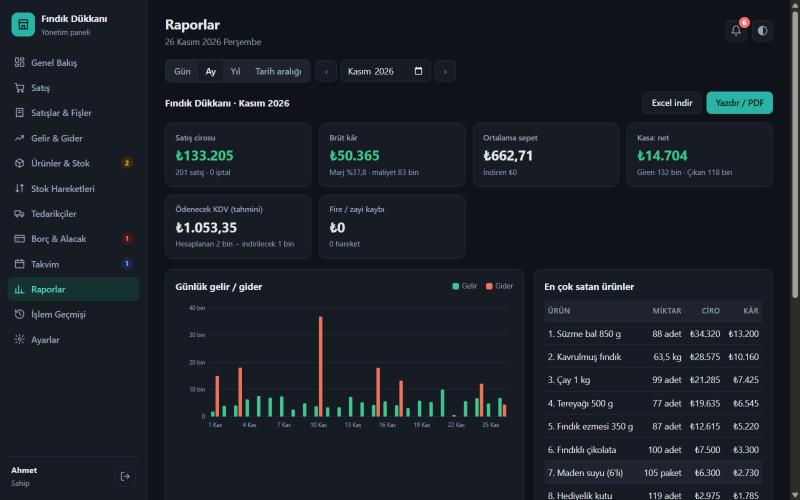 Fındık Dükkanı
Yönetim paneli
Genel Bakış
Satış
Satışlar & Fişler
Gelir & Gider
Ürünler & Stok 2
Stok Hareketleri
Tedarikçiler
Borç & Alacak 1
Takvim 1
Raporlar
İşlem Geçmişi
Ayarlar
Ahmet
Sahip
Raporlar
26 Kasım 2026 Perşembe
6
Gün Ay Yıl Tarih aralığı ‹ Kasım 2026 ›
Fındık Dükkanı · Kasım 2026
Excel indir Yazdır / PDF
Satış cirosu
₺133.205
201 satış · 0 iptal
Brüt kâr
₺50.365
Marj %37,8 · maliyet 83 bin
Ortalama sepet
₺662,71
İndirim ₺0
Kasa: net
₺14.704
Giren 132 bin · Çıkan 118 bin
Ödenecek KDV (tahmini)
₺1.053,35
Hesaplanan 2 bin − indirilecek 1 bin
Fire / zayi kaybı
₺0
0 hareket
Günlük gelir / gider
Gelir Gider
40 bin
30 bin
20 bin
10 bin
0
1 Kas 4 Kas 7 Kas 10 Kas 13 Kas 16 Kas 19 Kas 22 Kas 25 Kas
En çok satan ürünler
ÜRÜN MİKTAR CİRO KÂR
1. Süzme bal 850 g 88 adet ₺34.320 ₺13.200
2. Kavrulmuş fındık 63,5 kg ₺28.575 ₺10.160
3. Çay 1 kg 99 adet ₺21.285 ₺7.425
4. Tereyağı 500 g 77 adet ₺19.635 ₺6.545
5. Fındık ezmesi 350 g 87 adet ₺12.615 ₺5.220
6. Fındıklı çikolata 100 adet ₺7.500 ₺3.300
7. Maden suyu (6'lı) 105 paket ₺6.300 ₺2.730
8. Hediyelik kutu 119 adet ₺2.975 ₺1.785